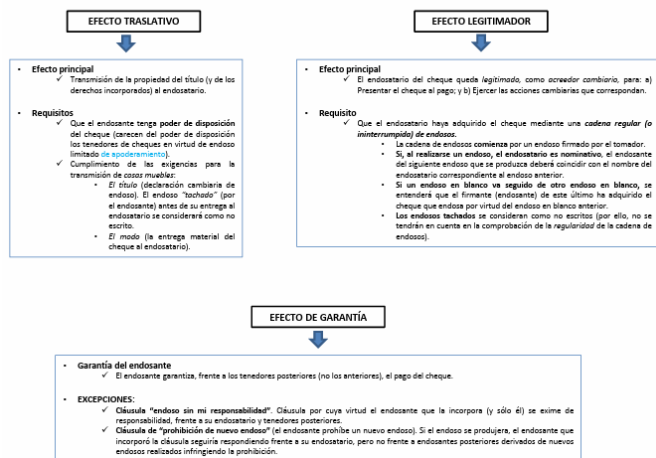 EFECTO TRASLATIVO
• Efecto principal
✓ Transmisión de la propiedad del título (y de los
derechos incorporados) al endosatario.
• Requisitos
✓ Que el endosante tenga poder de disposición
del cheque (carecen del poder de disposición
los tenedores de cheques en virtud de endoso
limitado de apoderamiento).
✓ Cumplimiento de las exigencias para la
transmisión de cosas muebles:
• El título (declaración cambiaria de
endoso). El endoso "tachado" (por
el endosante) antes de su entrega al
endosatario se considerará como no
escrito.
• El modo (la entrega material del
cheque al endosatario).
EFECTO LEGITIMADOR
• Efecto principal
✓ El endosatario del cheque queda legitimado, como acreedor cambiario, para: a)
Presentar el cheque al pago; y b) Ejercer las acciones cambiarias que correspondan.
• Requisito
✓ Que el endosatario haya adquirido el cheque mediante una cadena regular (o
ininterrumpida) de endosos.
• La cadena de endosos comienza por un endoso firmado por el tomador.
• Si, al realizarse un endoso, el endosatario es nominativo, el endosante
del siguiente endoso que se produzca deberá coincidir con el nombre del
endosatario correspondiente al endoso anterior.
• Si un endoso en blanco va seguido de otro endoso en blanco, se
entenderá que el firmante (endosante) de este último ha adquirido el
cheque que endosa por virtud del endoso en blanco anterior.
• Los endosos tachados se consideran como no escritos (por ello, no se
tendrán en cuenta en la comprobación de la regularidad de la cadena de
endosos).
EFECTO DE GARANTÍA
• Garantía del endosante
✓ El endosante garantiza, frente a los tenedores posteriores (no los anteriores), el pago del cheque.
• EXCEPCIONES:
✓ Cláusula "endoso sin mi responsabilidad". Cláusula por cuya virtud el endosante que la incorpora (y sólo él) se exime de
responsabilidad, frente a su endosatario y tenedores posteriores.
✓ Cláusula de "prohibición de nuevo endoso" (el endosante prohíbe un nuevo endoso). Si el endoso se produjera, el endosante que
incorporó la cláusula seguiría respondiendo frente a su endosatario, pero no frente a endosantes posteriores derivados de nuevos
endosos realizados infringiendo la prohibición.